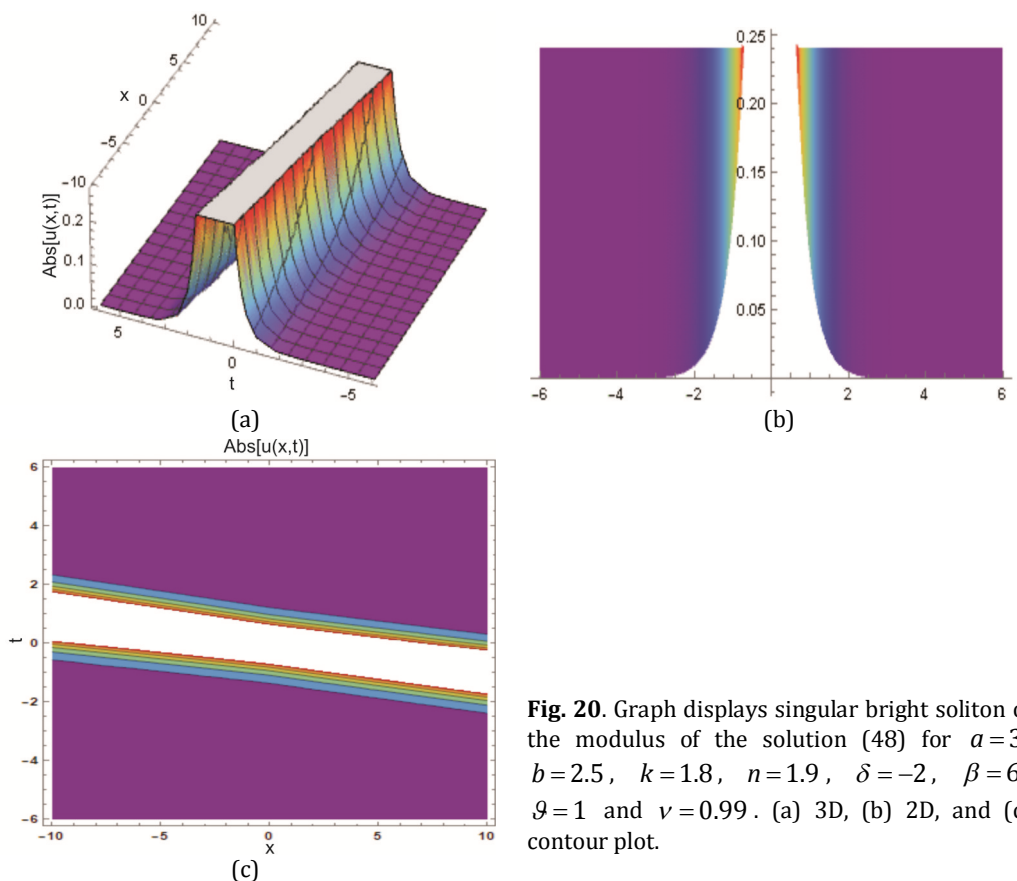 10
5
x
0
−5
−10
0.2
0.1
0.0
Abs[u(x,t)]
5
0
t
−5
(a)
0.25
0.20
0.15
0.10
0.05
−6 −4 −2 2 4 6
(b)
Abs[u(x,t)]
6
4
2
t
0
−2
−4
−6
−10 −5 0 5 10
x
(c)
Fig. 20. Graph displays singular bright soliton o
the modulus of the solution (48) for a = 3
b = 2.5, k = 1.8, n = 1.9, δ = −2, β = 6
ϑ = 1 and ν = 0.99. (a) 3D, (b) 2D, and (c
contour plot.